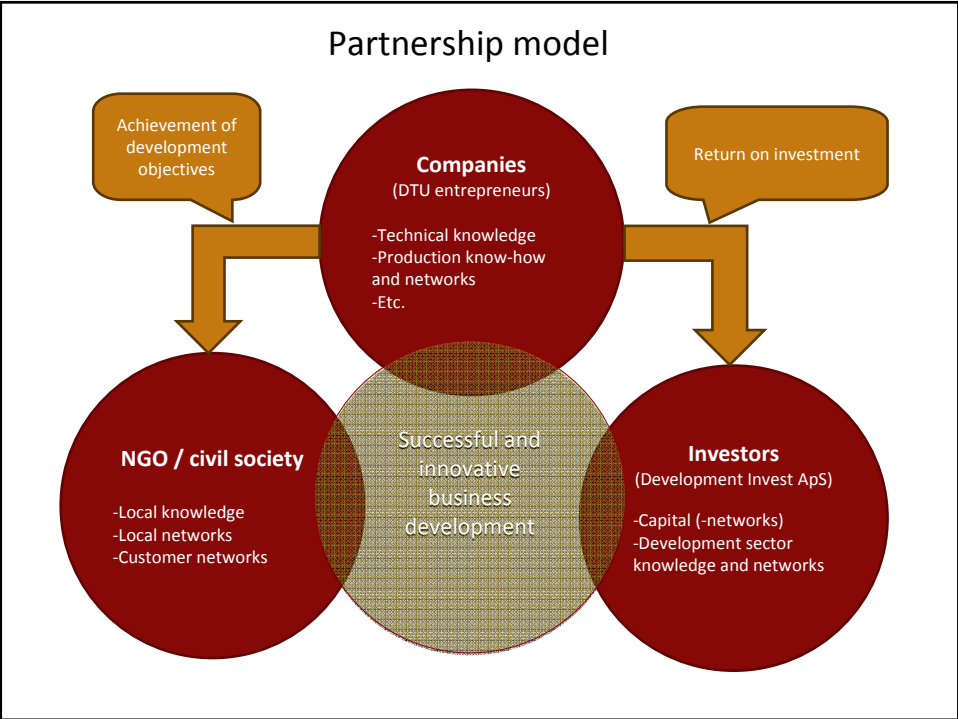 Partnership model
Achievement of
development
objectives
Companies
(DTU entrepreneurs)
-Technical knowledge
-Production know-how
and networks
-Etc.
Return on investment
NGO / civil society
-Local knowledge
-Local networks
-Customer networks
Successful and
innovative
business
development
Investors
(Development Invest ApS)
-Capital (-networks)
-Development sector
knowledge and networks